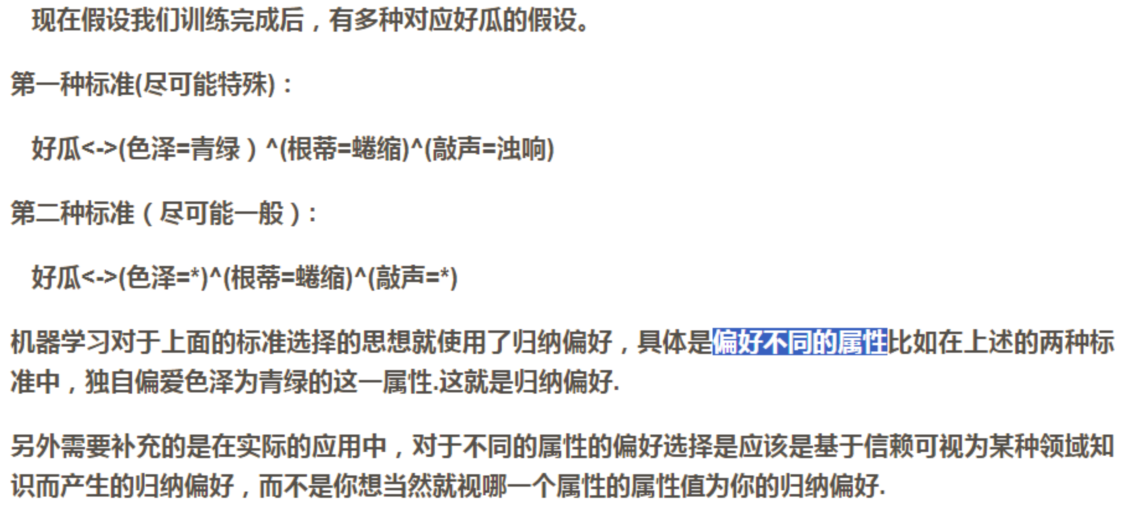 现在假设我们训练完成后，有多种对应好瓜的假设。
第一种标准(尽可能特殊)：
好瓜<->(色泽=青绿）^(根蒂=蜷缩)^(敲声=浊响)
第二种标准（尽可能一般）:
好瓜<->(色泽=*)^(根蒂=蜷缩)^(敲声=*)
机器学习对于上面的标准选择的思想就使用了归纳偏好，具体是偏好不同的属性比如在上述的两种标
准中，独自偏爱色泽为青绿的这一属性.这就是归纳偏好.
另外需要补充的是在实际的应用中，对于不同的属性的偏好选择是应该是基于信赖可视为某种领域知
识而产生的归纳偏好，而不是你想当然就视哪一个属性的属性值为你的归纳偏好.